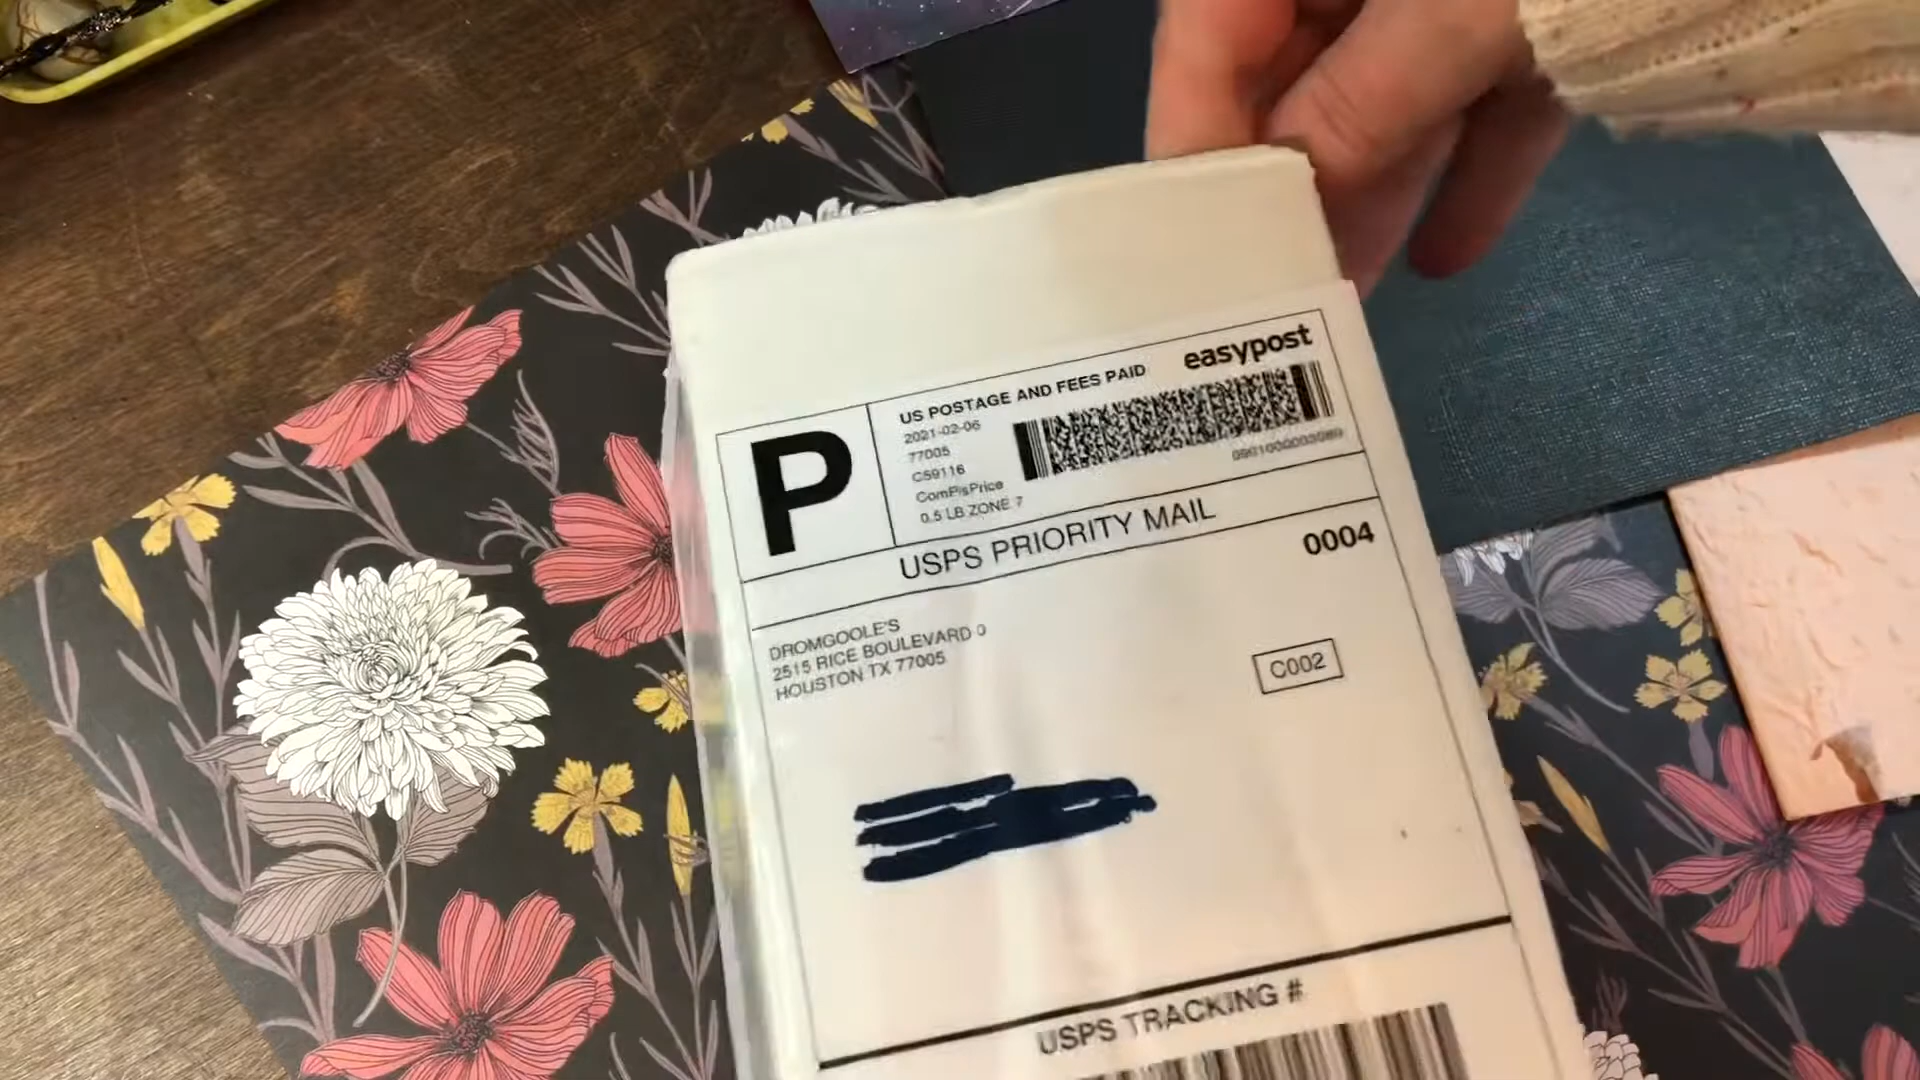 easypost
US POSTAGE AND FEES PAID
2021-02-06
77005
C59116
ComPlsPrice
0.5 LB ZONE 7
0901000003089
P
USPS PRIORITY MAIL
0004
DROMGOOLE'S
2515 RICE BOULEVARD 0
HOUSTON TX 77005
C002
USPS TRACKING #